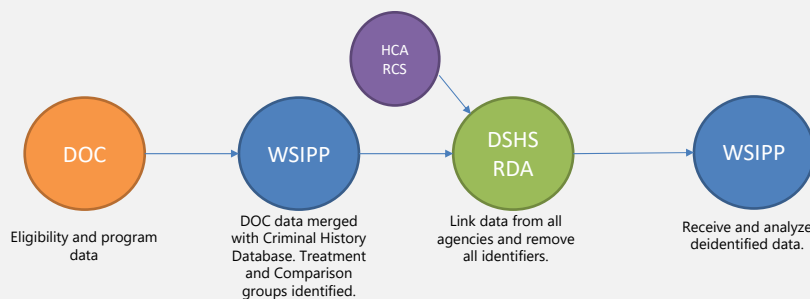 HCA
RCS
DOC
WSIPP
DSHS
RDA
WSIPP
Eligibility and program
data
DOC data merged
with Criminal History
Database. Treatment
and Comparison
groups identified.
Link data from all
agencies and remove
all identifiers.
Receive and analyze
deidentified data.